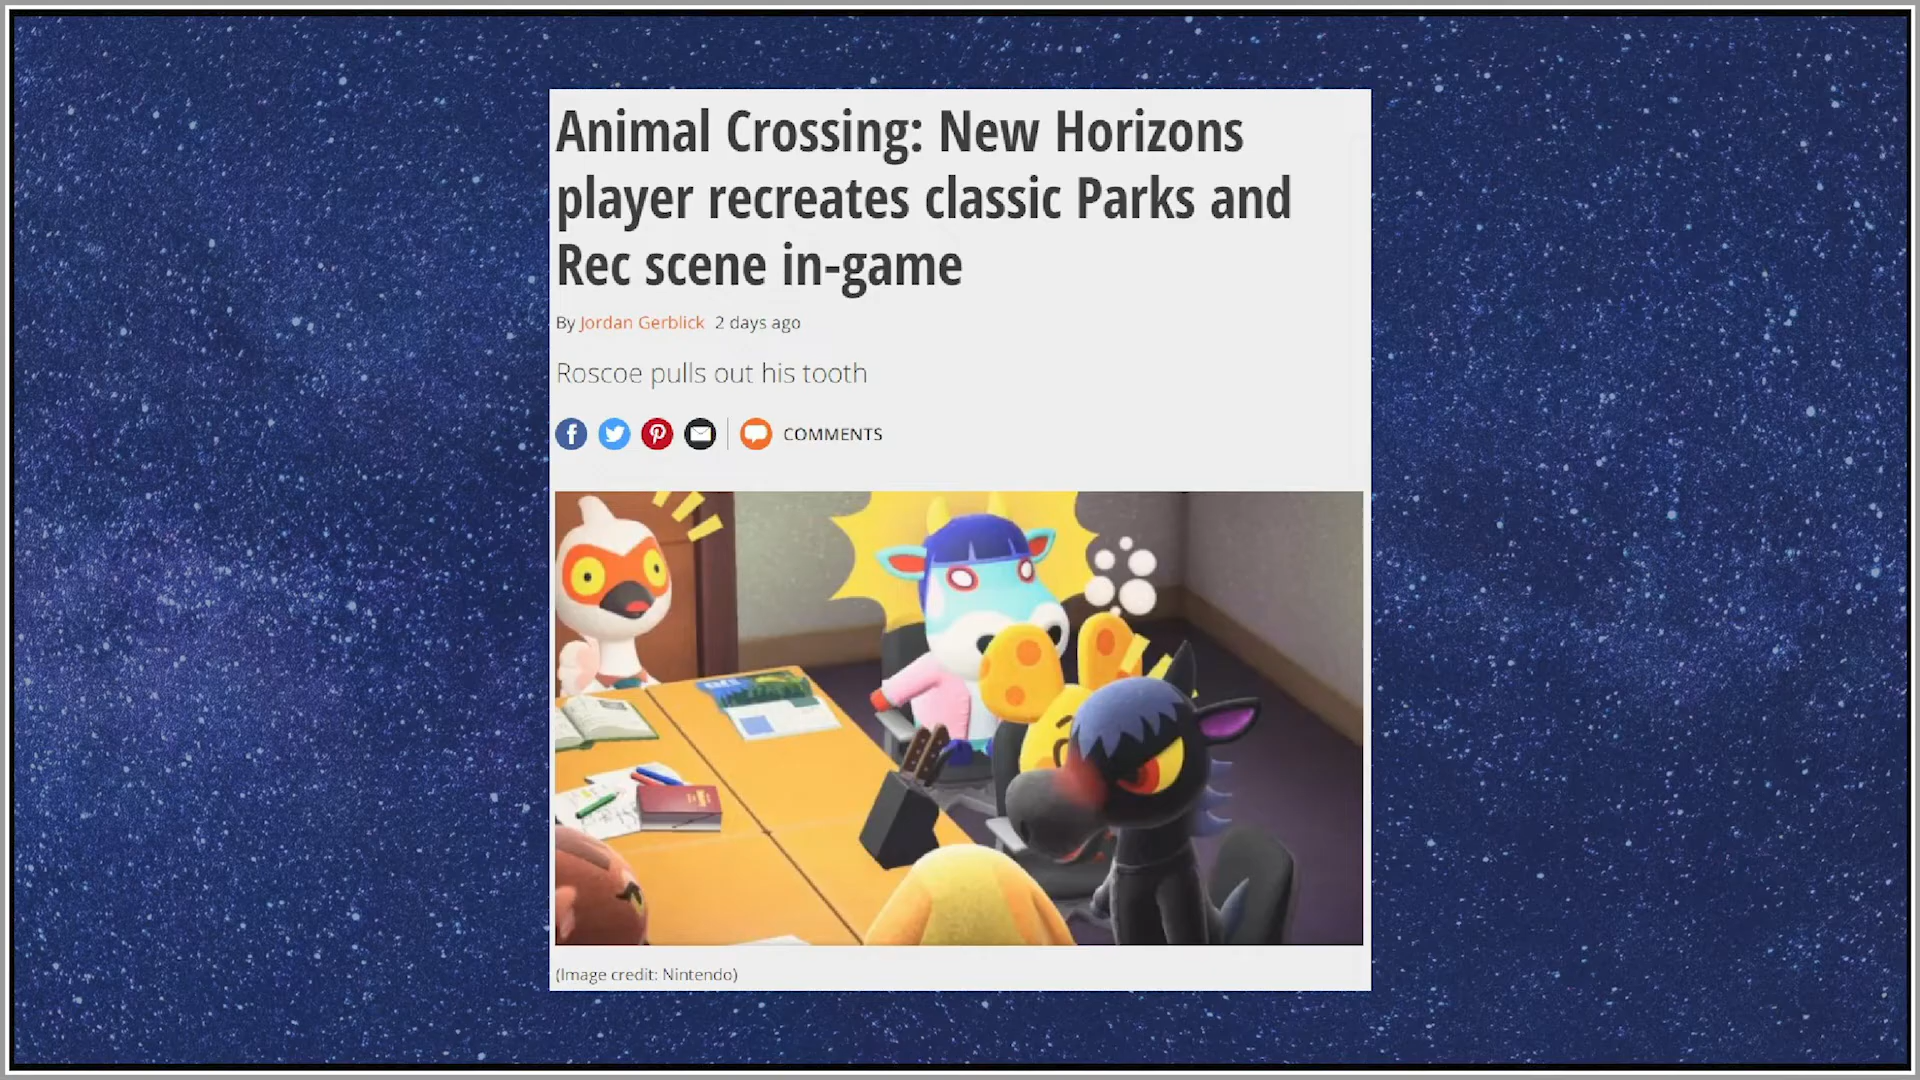 Animal Crossing: New Horizons
player recreates classic Parks and
Rec scene in-game
By Jordan Gerblick 2 days ago
Roscoe pulls out his tooth
COMMENTS
(Image credit: Nintendo)